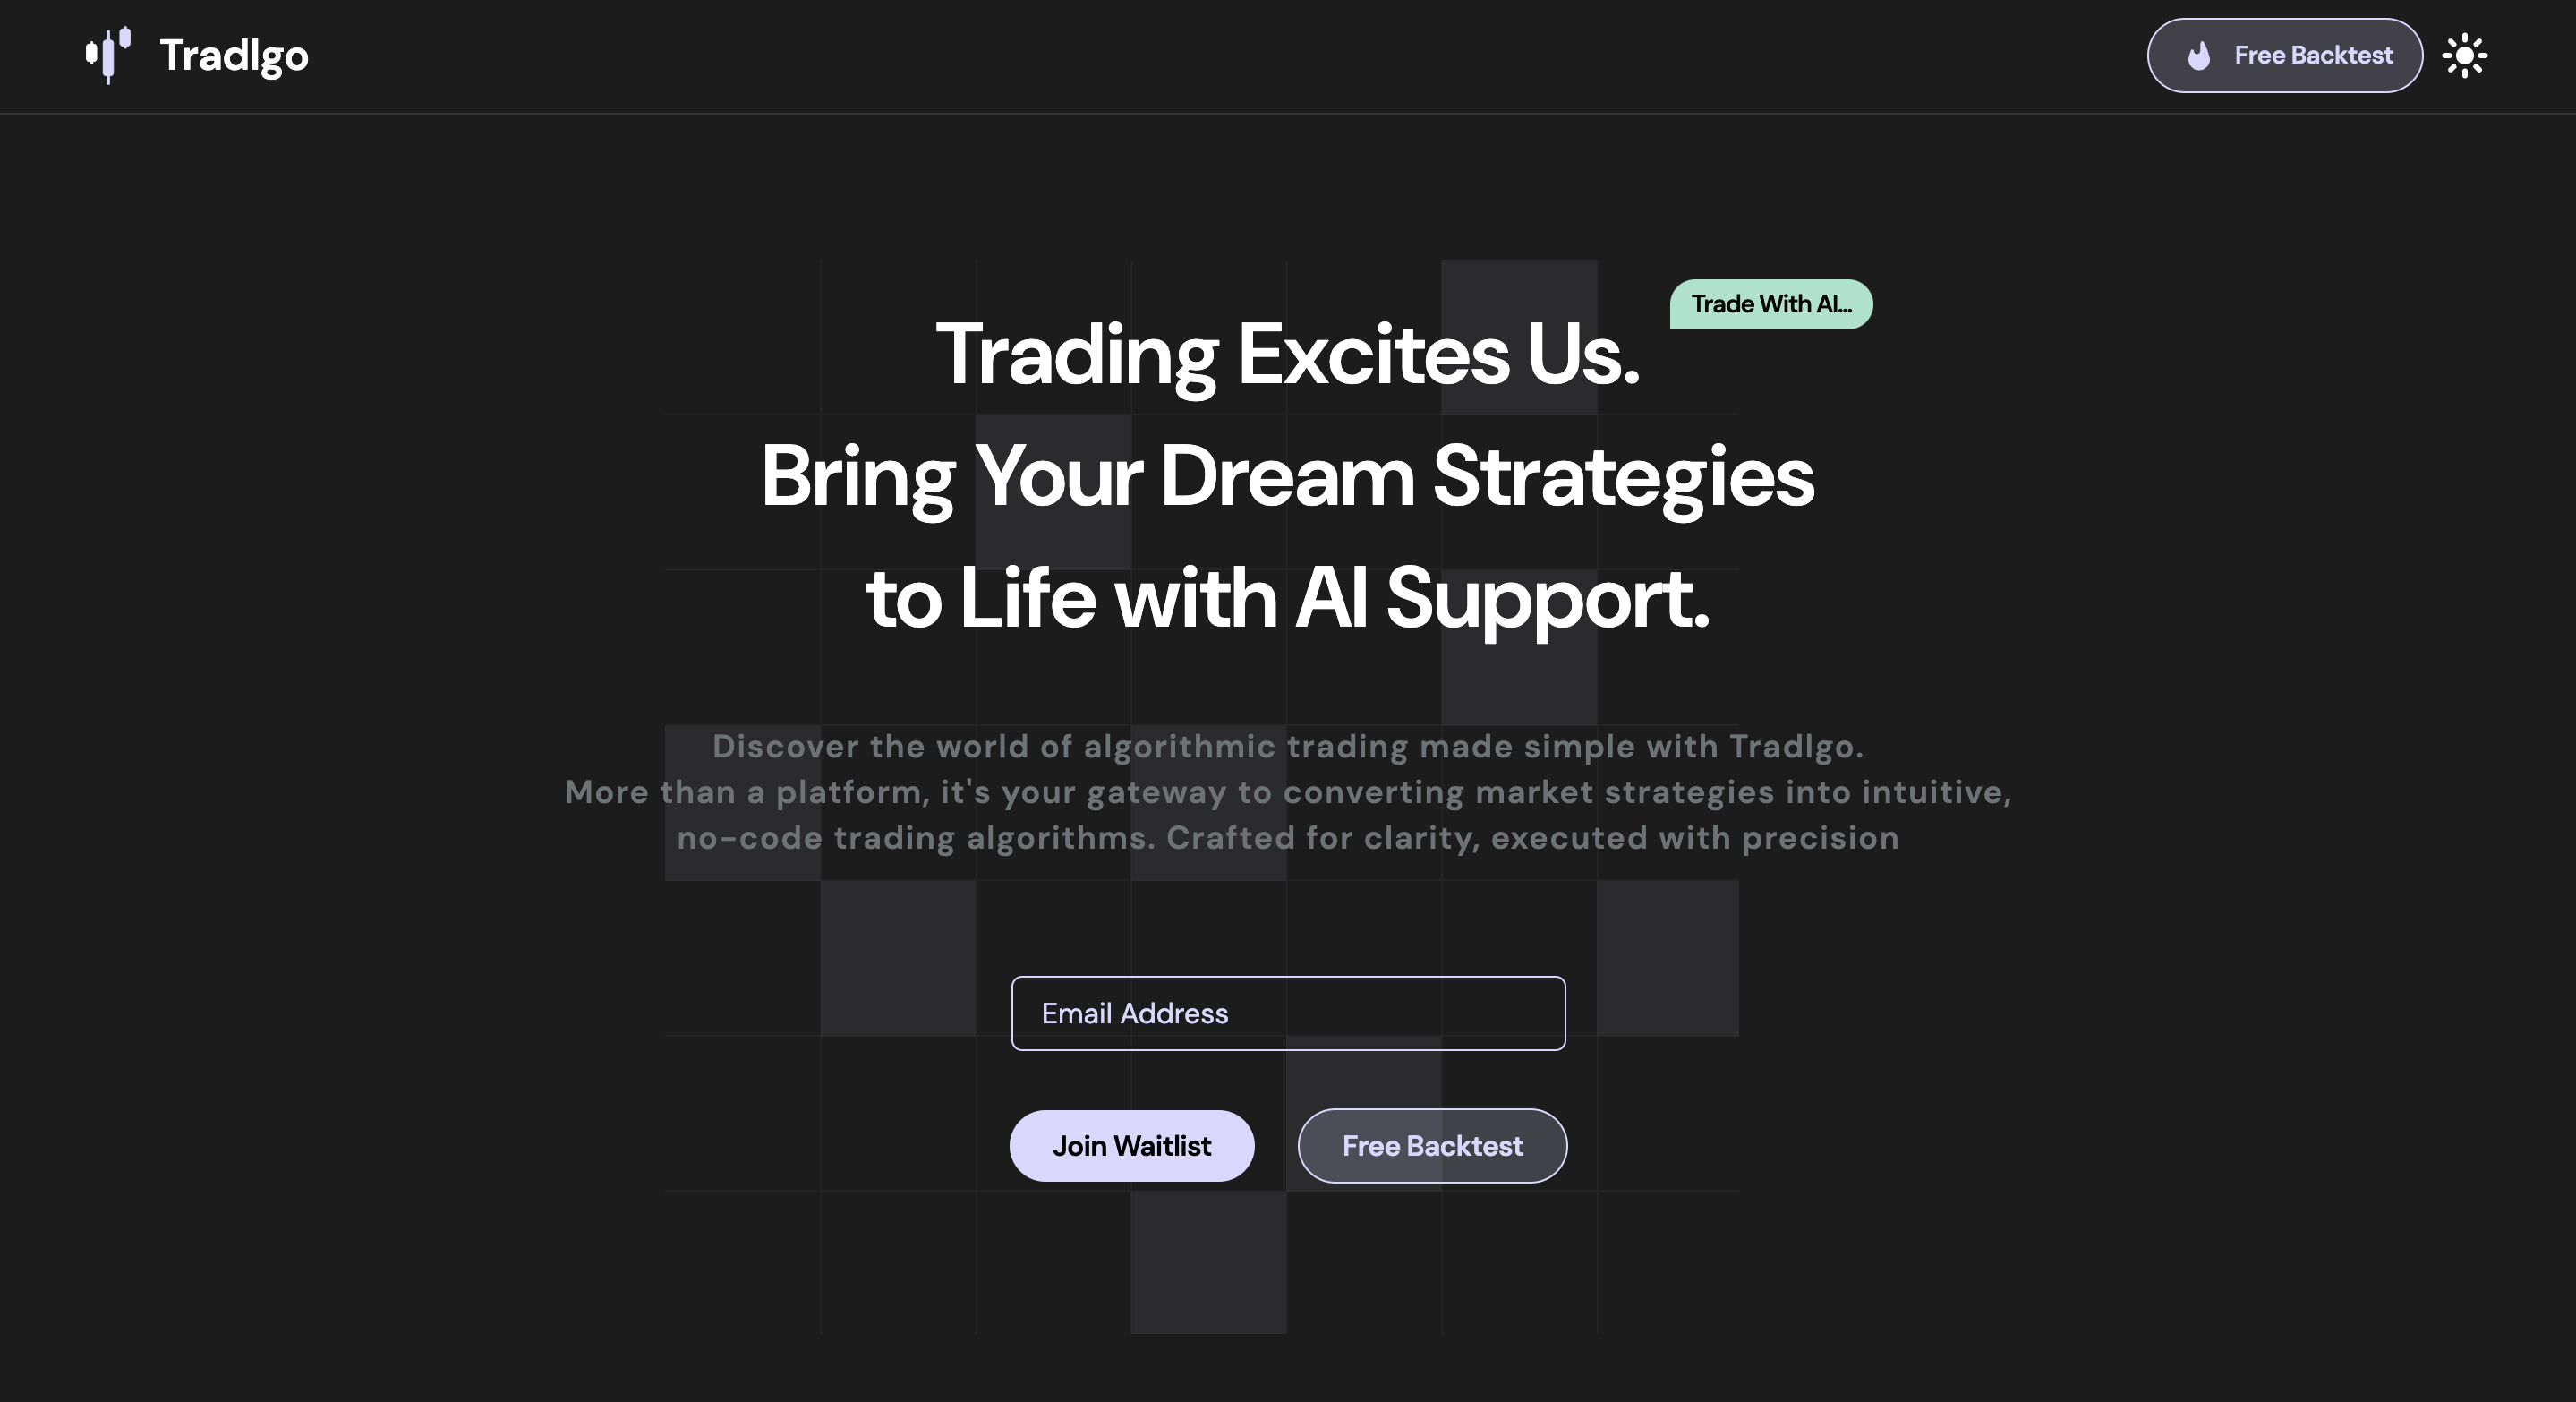 Tradlgo
Free Backtest
Trade With AI...
Trading Excites Us.
Bring Your Dream Strategies
to Life with AI Support.
Discover the world of algorithmic trading made simple with Tradlgo.
More than a platform, it's your gateway to converting market strategies into intuitive,
no-code trading algorithms. Crafted for clarity, executed with precision
Email Address
Join Waitlist
Free Backtest